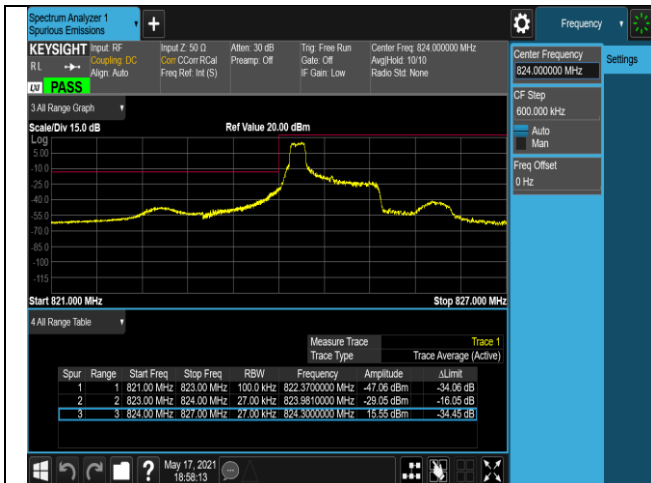 Spectrum Analyzer 1
Spurious Emissions
Frequency
KEYSIGHT Input: RF Input Z: 50 Ω Atten: 30 dB Trig: Free Run Center Freq: 824.000000 MHz
RL Coupling: DC Corr CCorr RCal Preamp: Off Gate: Off Avg|Hold: 10/10
Align: Auto Freq Ref: Int (S) IF Gain: Low Radio Std: None
LXI PASS
Center Frequency
824.000000 MHz
Settings
CF Step
600.000 kHz
Auto
Man
Freq Offset
0 Hz
3 All Range Graph
Scale/Div 15.0 dB Ref Value 20.00 dBm
Log
5.00
-10.0
-25.0
-40.0
-55.0
-70.0
-85.0
-100
-115
Start 821.000 MHz Stop 827.000 MHz
4 All Range Table
Measure Trace Trace 1
Trace Type Trace Average (Active)
Spur Range Start Freq Stop Freq RBW Frequency Amplitude ΔLimit
1 1 821.00 MHz 823.00 MHz 100.0 kHz 822.3700000 MHz -47.06 dBm -34.06 dB
2 2 823.00 MHz 824.00 MHz 27.00 kHz 823.9810000 MHz -29.05 dBm -16.05 dB
3 3 824.00 MHz 827.00 MHz 27.00 kHz 824.3000000 MHz 15.55 dBm -34.45 dB
May 17, 2021
18:58:13